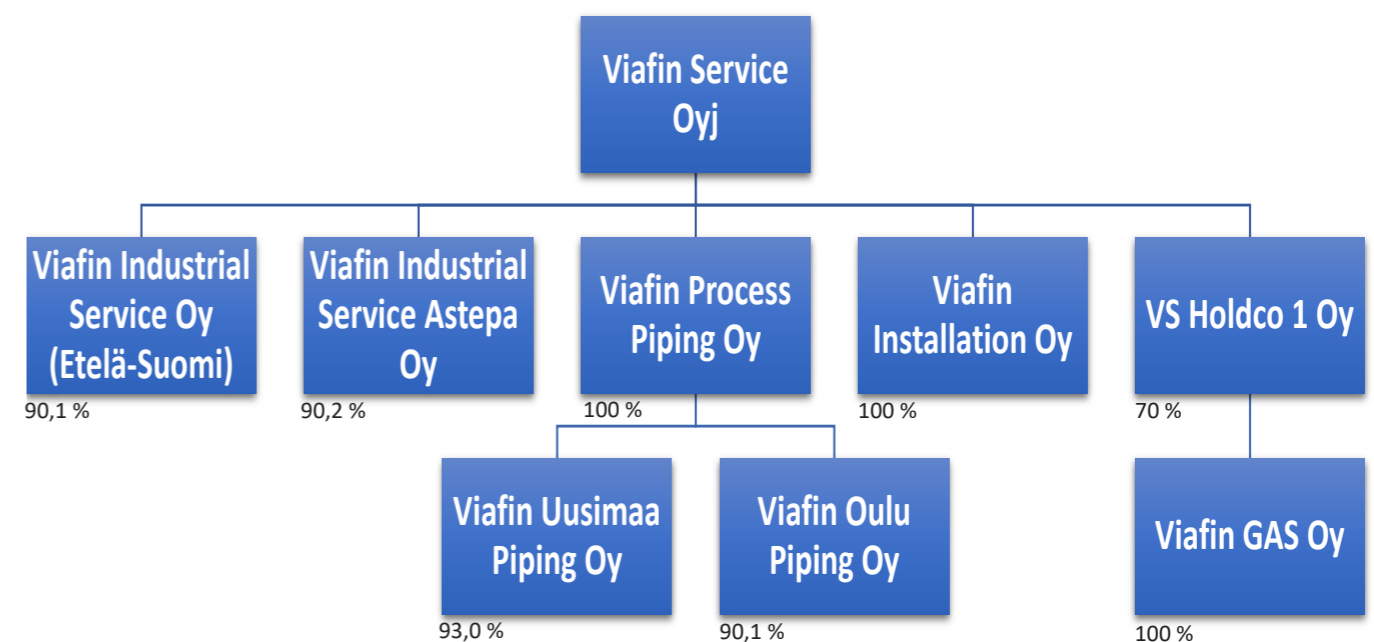 Viafin Service
Oyj
Viafin Industrial
Service Oy
(Etelä-Suomi)
90,1 %
Viafin Industrial
Service Astepa
Oy
90,2 %
Viafin Process
Piping Oy
100 %
Viafin
Installation Oy
100 %
VS Holdco 1 Oy
70 %
Viafin Uusimaa
Piping Oy
93,0 %
Viafin Oulu
Piping Oy
90,1 %
Viafin GAS Oy
100 %